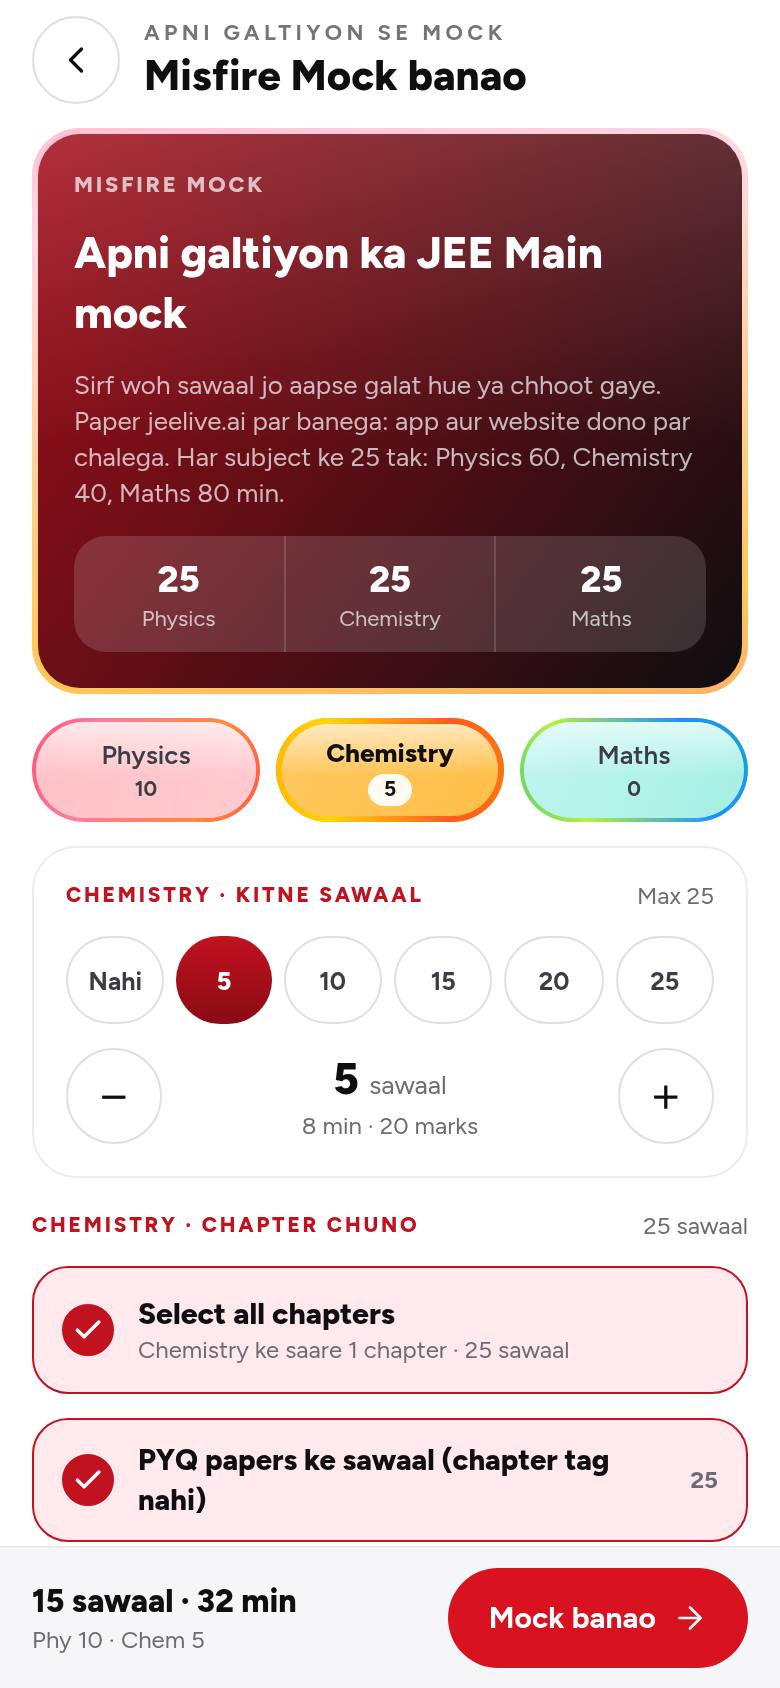 APNI GALTIYON SE MOCK
Misfire Mock banao
MISFIRE MOCK
Apni galtiyon ka JEE Main
mock
Sirf woh sawaal jo aapse galat hue ya chhoot gaye.
Paper jeelive.ai par banega: app aur website dono par
chalega. Har subject ke 25 tak: Physics 60, Chemistry
40, Maths 80 min.
25 25 25
Physics Chemistry Maths
Physics Chemistry Maths
10 5 0
CHEMISTRY · KITNE SAWAAL Max 25
Nahi 5 10 15 20 25
− 5 sawaal +
8 min · 20 marks
CHEMISTRY · CHAPTER CHUNO 25 sawaal
Select all chapters
Chemistry ke saare 1 chapter · 25 sawaal
PYQ papers ke sawaal (chapter tag
nahi) 25
15 sawaal · 32 min
Phy 10 · Chem 5
Mock banao →